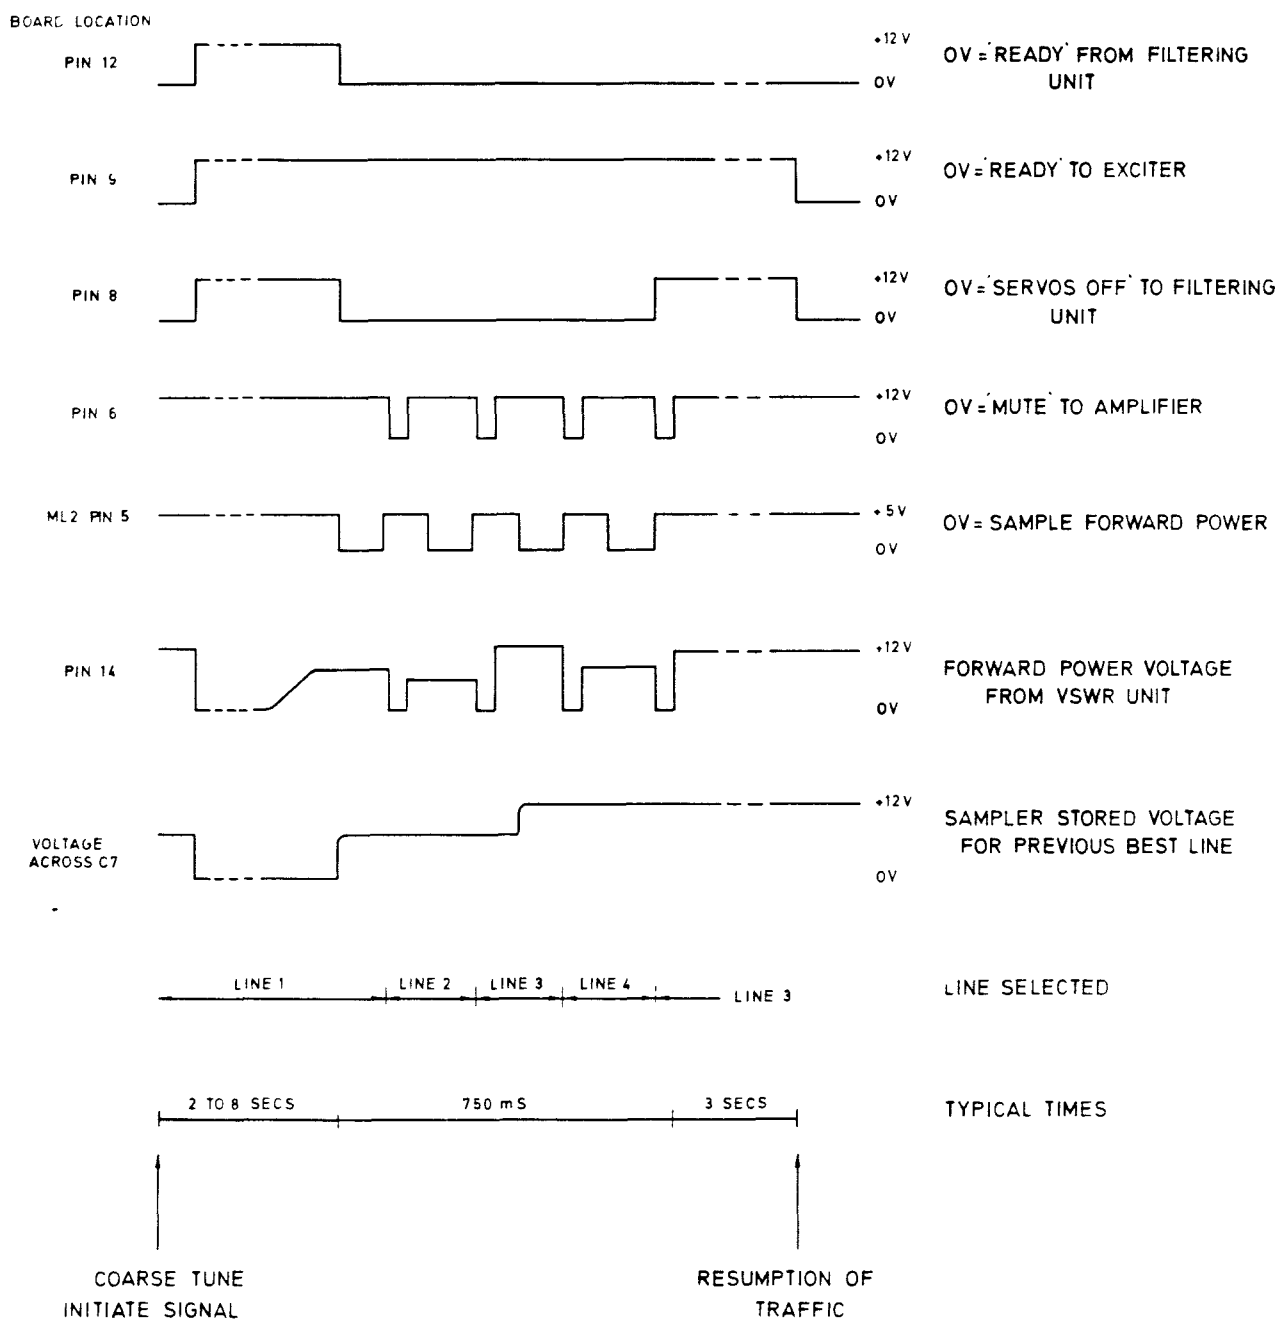 BOARD LOCATION
PIN 12
+12 V
0V
0V = 'READY' FROM FILTERING
UNIT
PIN 9
+12V
0V
0V = 'READY' TO EXCITER
PIN 8
+12V
0V
0V = 'SERVOS OFF' TO FILTERING
UNIT
PIN 6
+12V
0V
0V = 'MUTE' TO AMPLIFIER
ML2 PIN 5
+5V
0V
0V = SAMPLE FORWARD POWER
PIN 14
+12V
0V
FORWARD POWER VOLTAGE
FROM VSWR UNIT
VOLTAGE
ACROSS C7
+12V
0V
SAMPLER STORED VOLTAGE
FOR PREVIOUS BEST LINE
LINE 1
LINE 2
LINE 3
LINE 4
LINE 3
LINE SELECTED
2 TO 8 SECS
750 mS
3 SECS
TYPICAL TIMES
COARSE TUNE
INITIATE SIGNAL
RESUMPTION OF
TRAFFIC